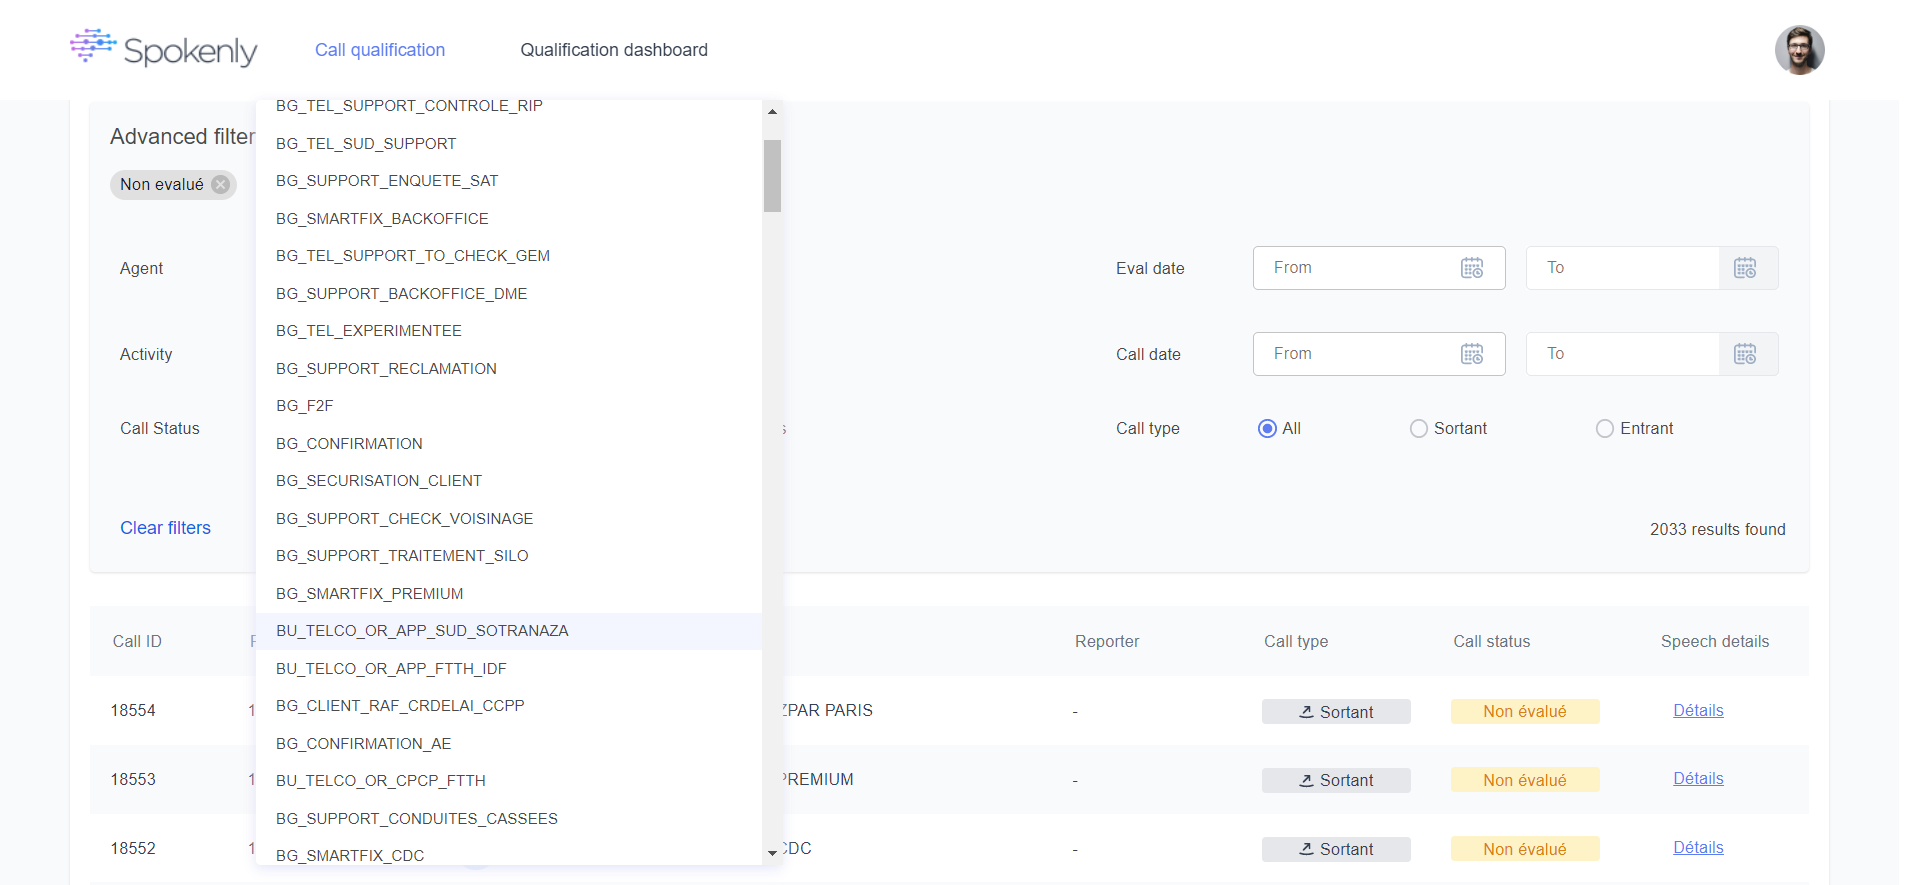 Spokenly
Call qualification
Qualification dashboard
BG_TEL_SUPPORT_CONTROLE_RIP
Advanced filter
BG_TEL_SUD_SUPPORT
Non evalué
BG_SUPPORT_ENQUETE_SAT
BG_SMARTFIX_BACKOFFICE
BG_TEL_SUPPORT_TO_CHECK_GEM
Agent
Eval date
From
To
BG_SUPPORT_BACKOFFICE_DME
BG_TEL_EXPERIMENTEE
Activity
Call date
From
To
BG_SUPPORT_RECLAMATION
BG_F2F
Call Status
Call type
All
Sortant
Entrant
BG_CONFIRMATION
BG_SECURISATION_CLIENT
BG_SUPPORT_CHECK_VOISINAGE
Clear filters
2033 results found
BG_SUPPORT_TRAITEMENT_SILO
BG_SMARTFIX_PREMIUM
BU_TELCO_OR_APP_SUD_SOTRANAZA
Call ID
Reporter
Call type
Call status
Speech details
BU_TELCO_OR_APP_FTTH_IDF
BG_CLIENT_RAF_CRDELAI_CCPP
18554
1
PAR PARIS
-
Sortant
Non évalué
Détails
BG_CONFIRMATION_AE
BU_TELCO_OR_CPCP_FTTH
18553
1
PREMIUM
-
Sortant
Non évalué
Détails
BG_SUPPORT_CONDUITES_CASSEES
BG_SMARTFIX_CDC
18552
1
CDC
-
Sortant
Non évalué
Détails